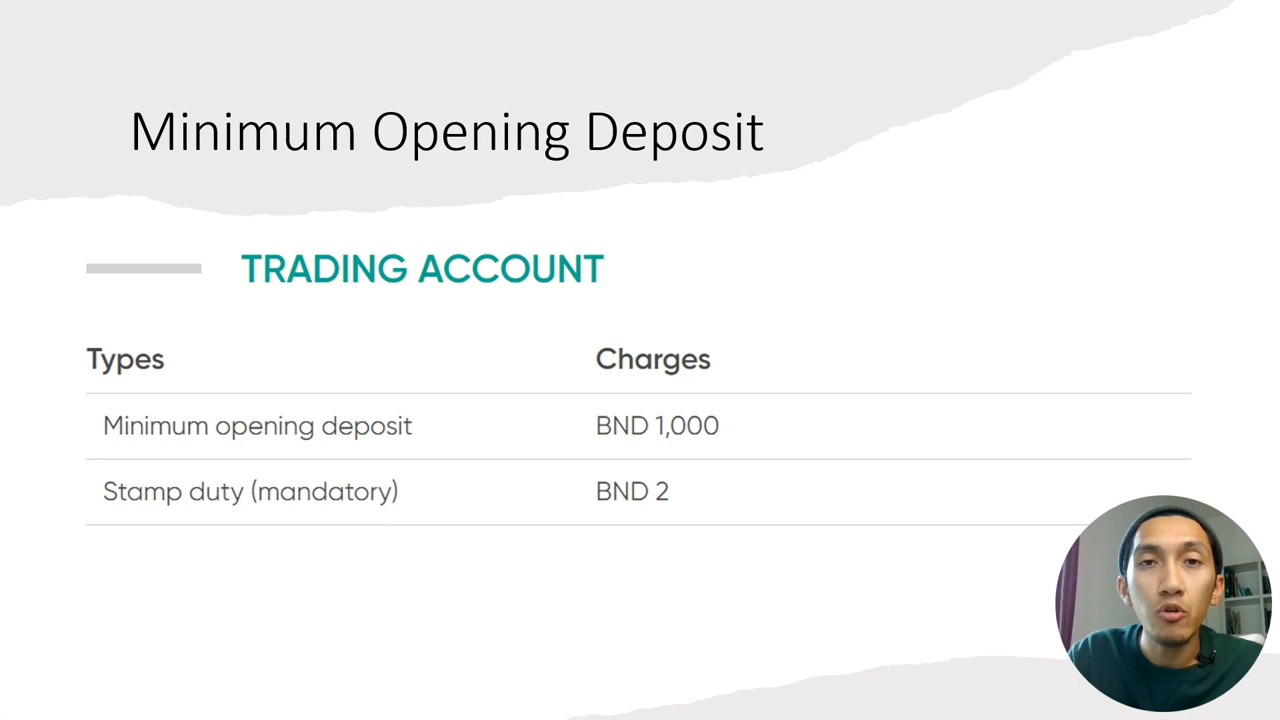 Minimum Opening Deposit
TRADING ACCOUNT
Types Charges
Minimum opening deposit BND 1,000
Stamp duty (mandatory) BND 2